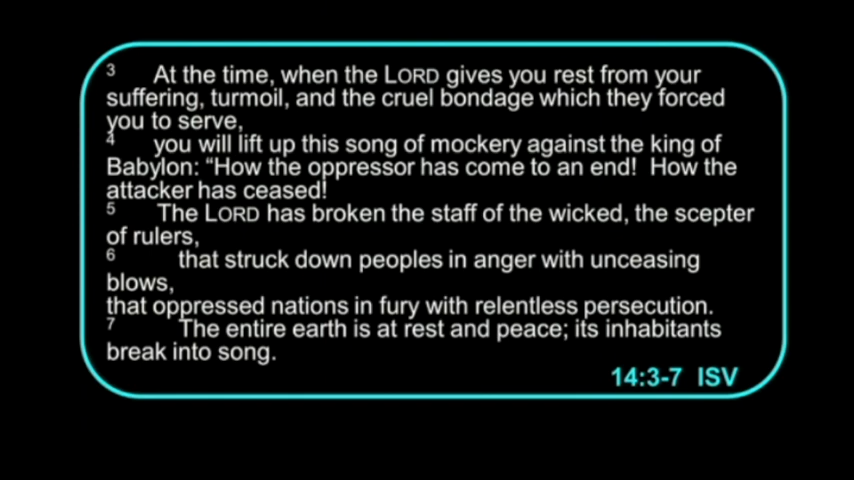 3 At the time, when the LORD gives you rest from your
suffering, turmoil, and the cruel bondage which they forced
you to serve,
4 you will lift up this song of mockery against the king of
Babylon: “How the oppressor has come to an end! How the
attacker has ceased!
5 The LORD has broken the staff of the wicked, the scepter
of rulers,
6 that struck down peoples in anger with unceasing
blows,
that oppressed nations in fury with relentless persecution.
7 The entire earth is at rest and peace; its inhabitants
break into song.
14:3-7 ISV